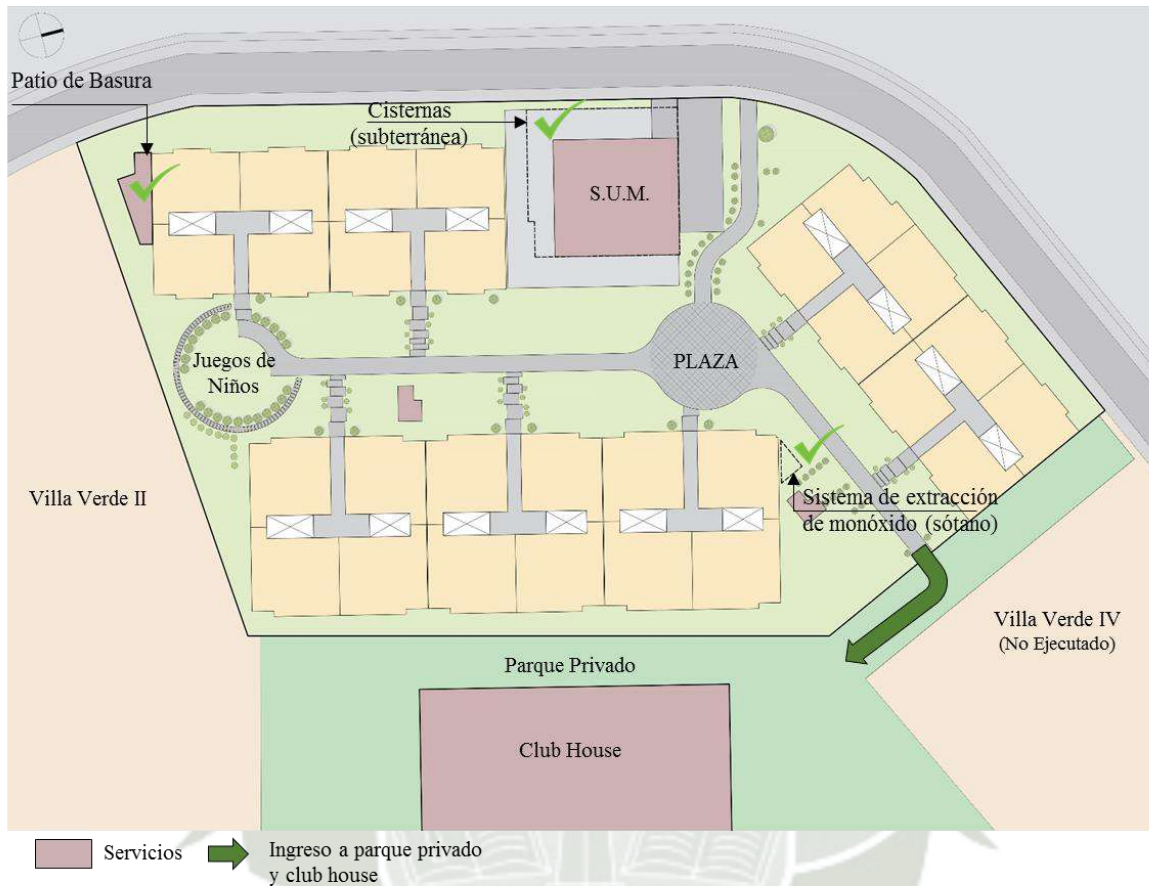 Patio de Basura
Cisternas
(subterránea)
S.U.M.
Juegos de
Niños
PLAZA
Villa Verde II
Sistema de extracción
de monóxido (sótano)
Villa Verde IV
(No Ejecutado)
Parque Privado
Club House
Servicios
Ingreso a parque privado
y club house